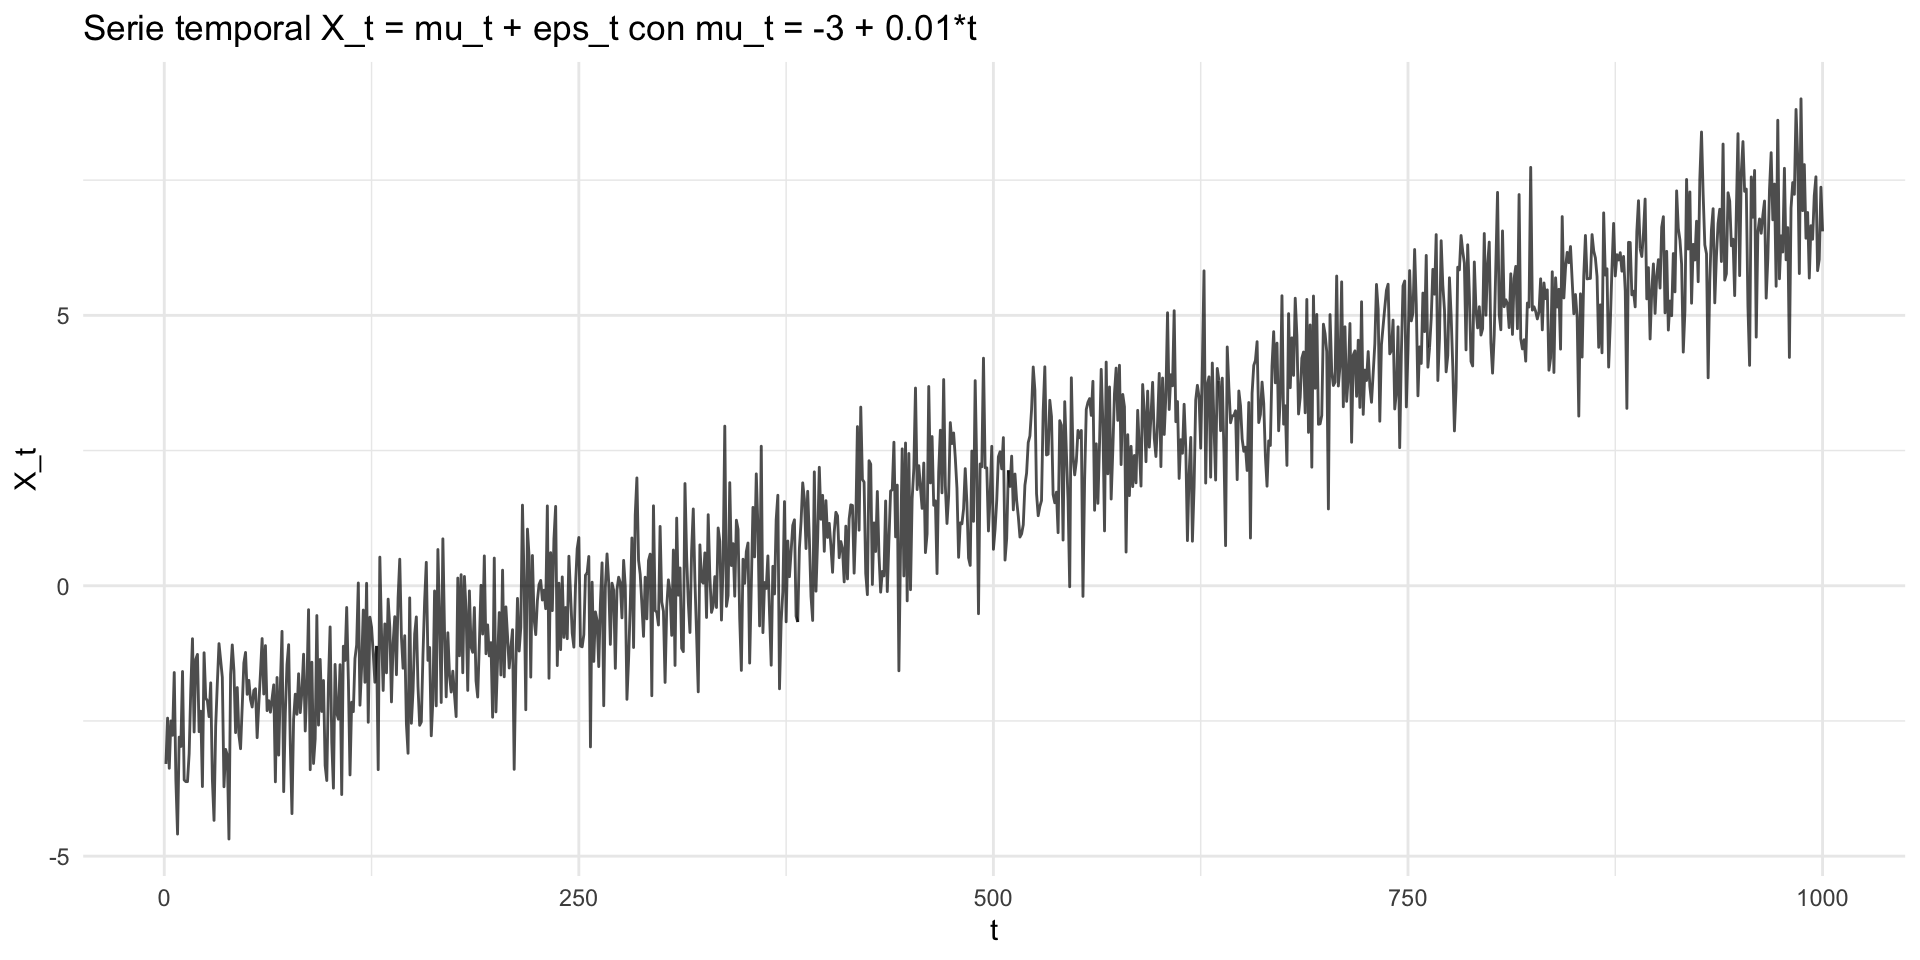 Serie temporal X_t = mu_t + eps_t con mu_t = -3 + 0.01*t
X_t
5
0
-5
0 250 500 750 1000
t